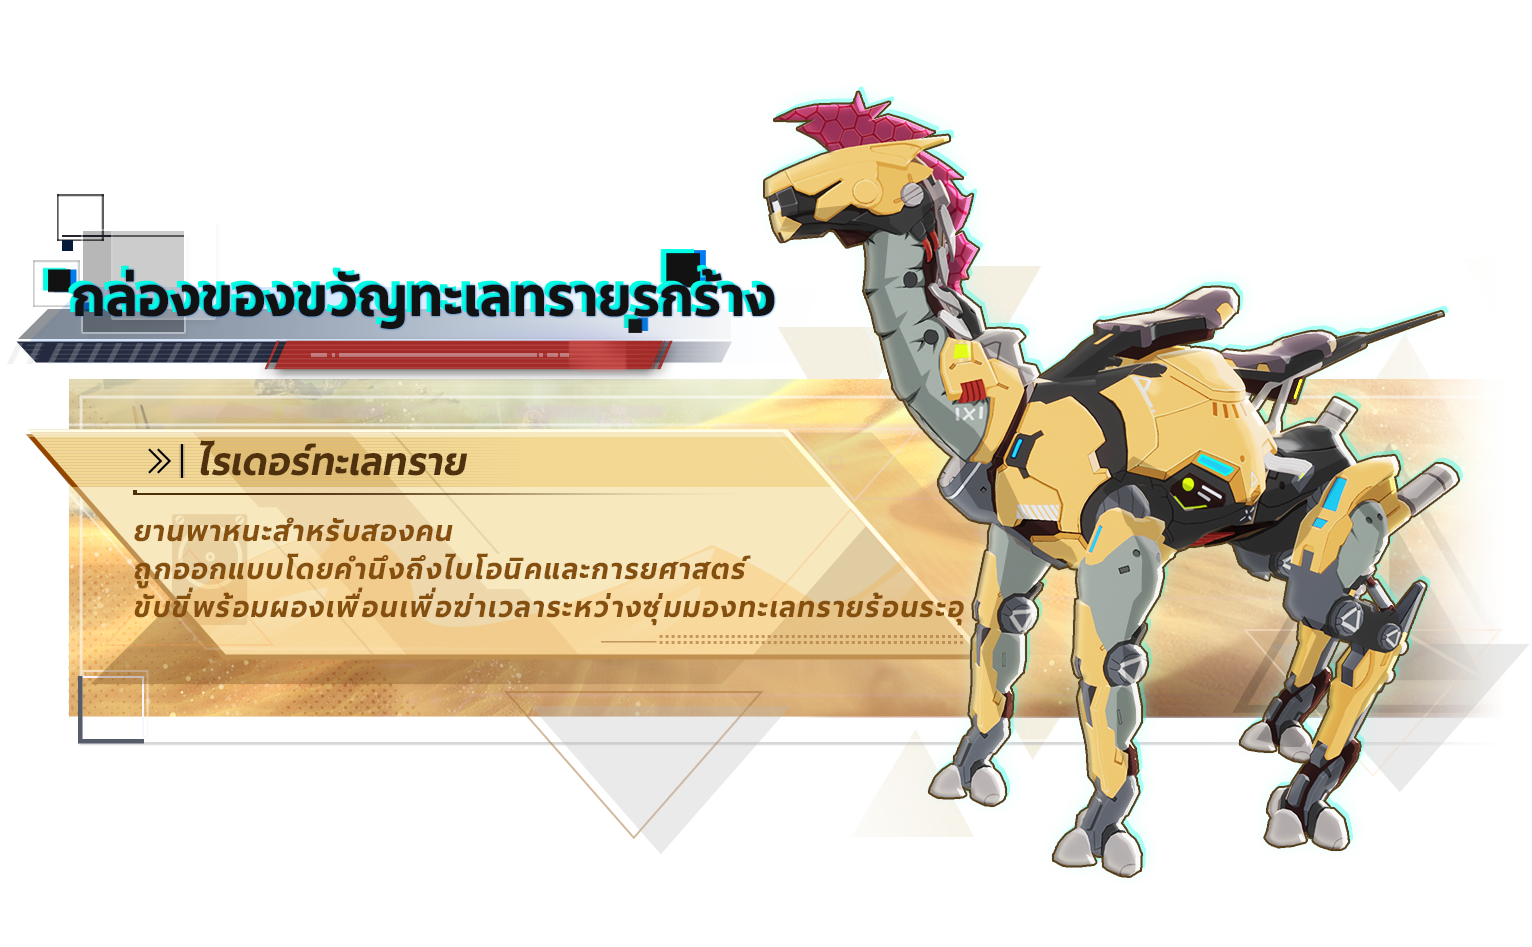 กล่องของขวัญทะเลทรายรกร้าง
ไรเดอร์ทะเลทราย
ยานพาหนะสำหรับสองคน
ถูกออกแบบโดยคำนึงถึงไบโอนิคและการยศาสตร์
ขับขี่พร้อมผองเพื่อนเพื่อฆ่าเวลาระหว่างซุ่มมองทะเลทรายร้อนระอุ